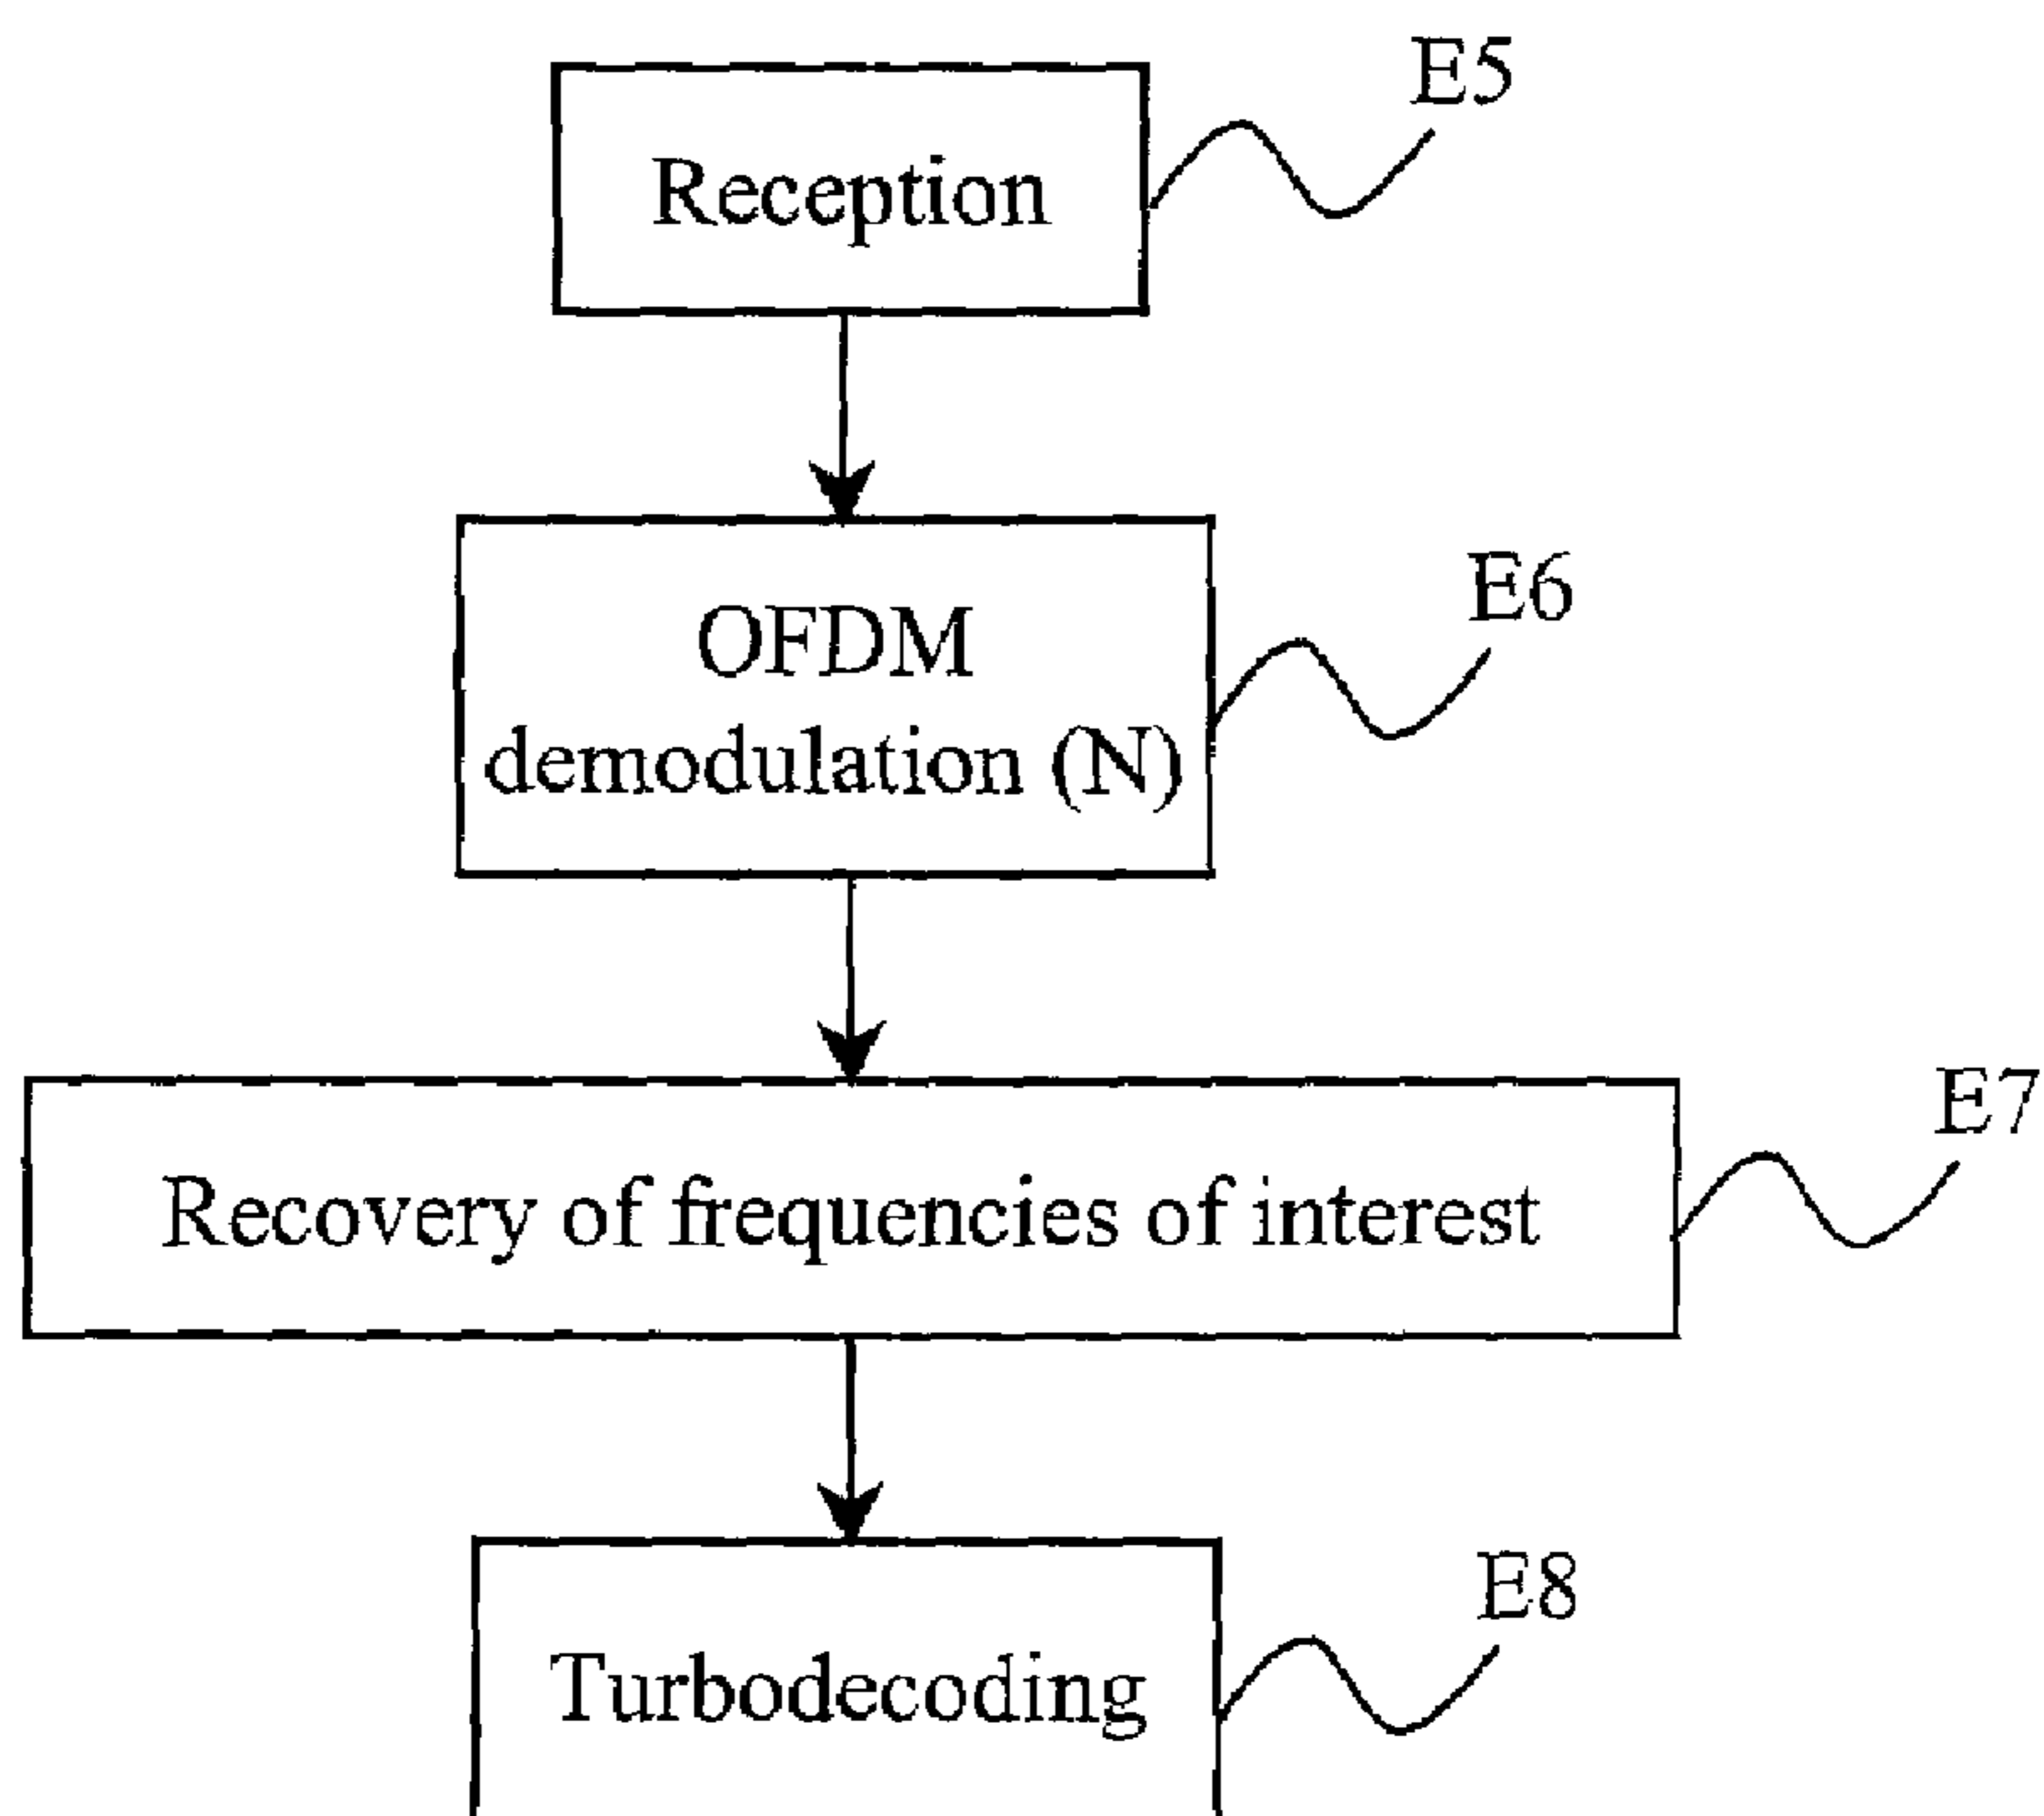 E5
Reception
E6
OFDM
demodulation (N)
E7
Recovery of frequencies of interest
E8
Turbodecoding